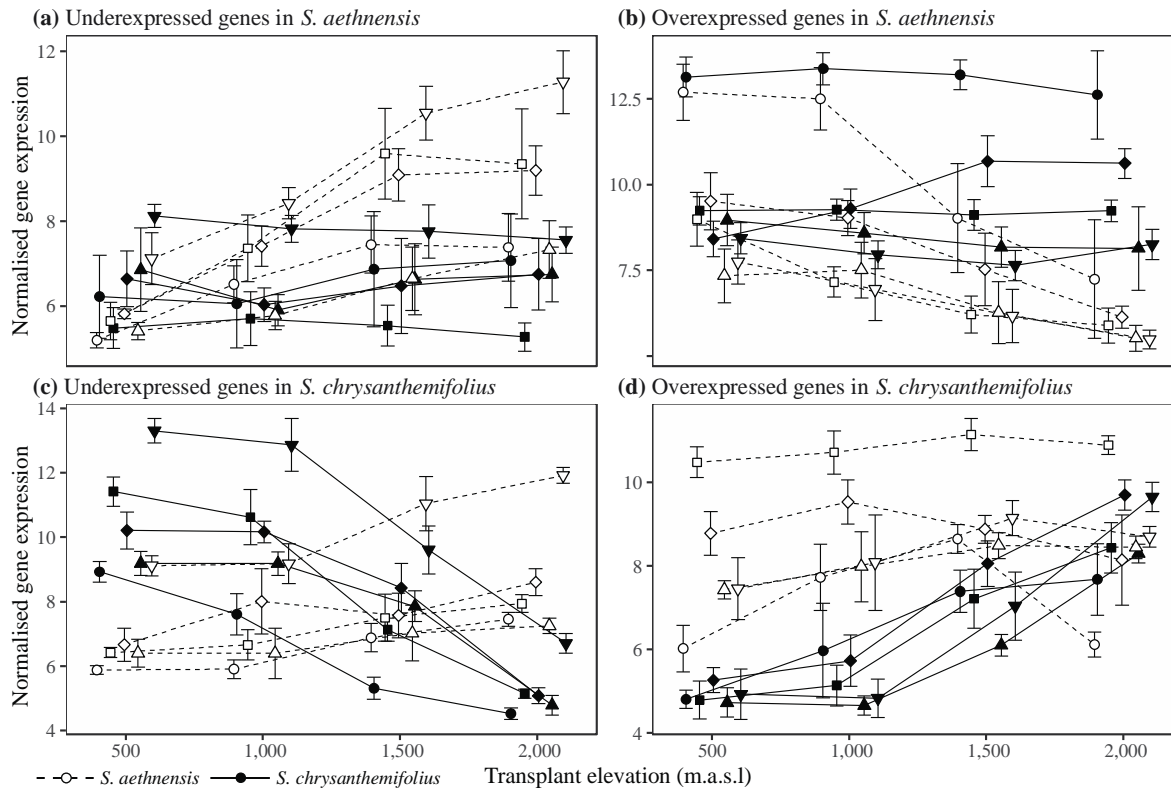 (a) Underexpressed genes in S. aethnensis
(b) Overexpressed genes in S. aethnensis
Normalised gene expression
12
10
8
6
12.5
10.0
7.5
(c) Underexpressed genes in S. chrysanthemifolius
(d) Overexpressed genes in S. chrysanthemifolius
Normalised gene expression
14
12
10
8
6
4
10
8
6
4
500
1,000
1,500
2,000
500
1,000
1,500
2,000
S. aethnensis
S. chrysanthemifolius
Transplant elevation (m.a.s.l)